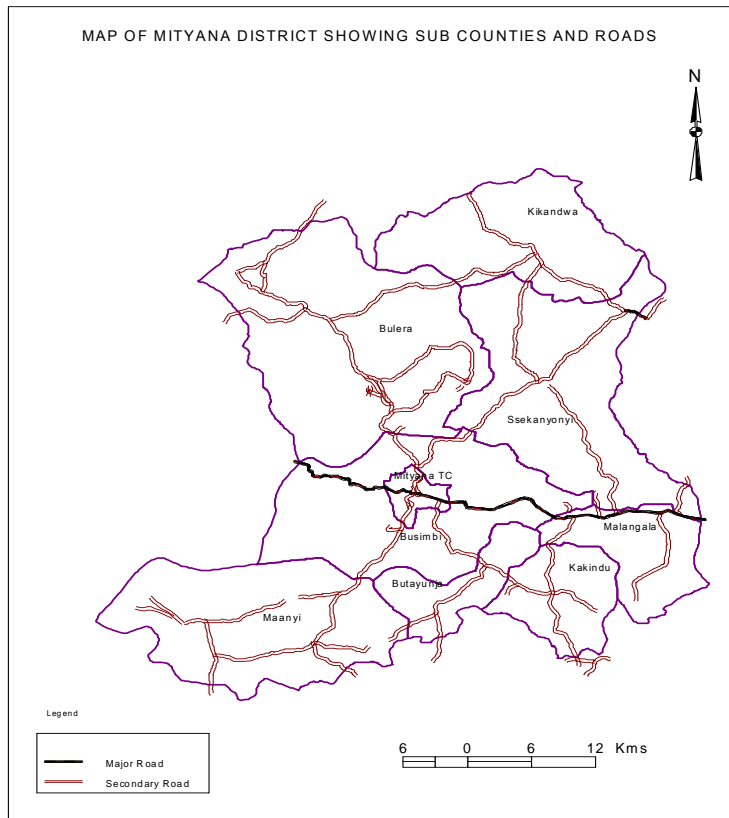 MAP OF MITYANA DISTRICT SHOWING SUB COUNTIES AND ROADS
N
Kikandwa
Bulera
Ssekanyonyi
Mityana TC
Malangala
Busimbi
Kakindu
Butayunja
Maanyi
Legend
Major Road
Secondary Road
6 0 6 12 Kms